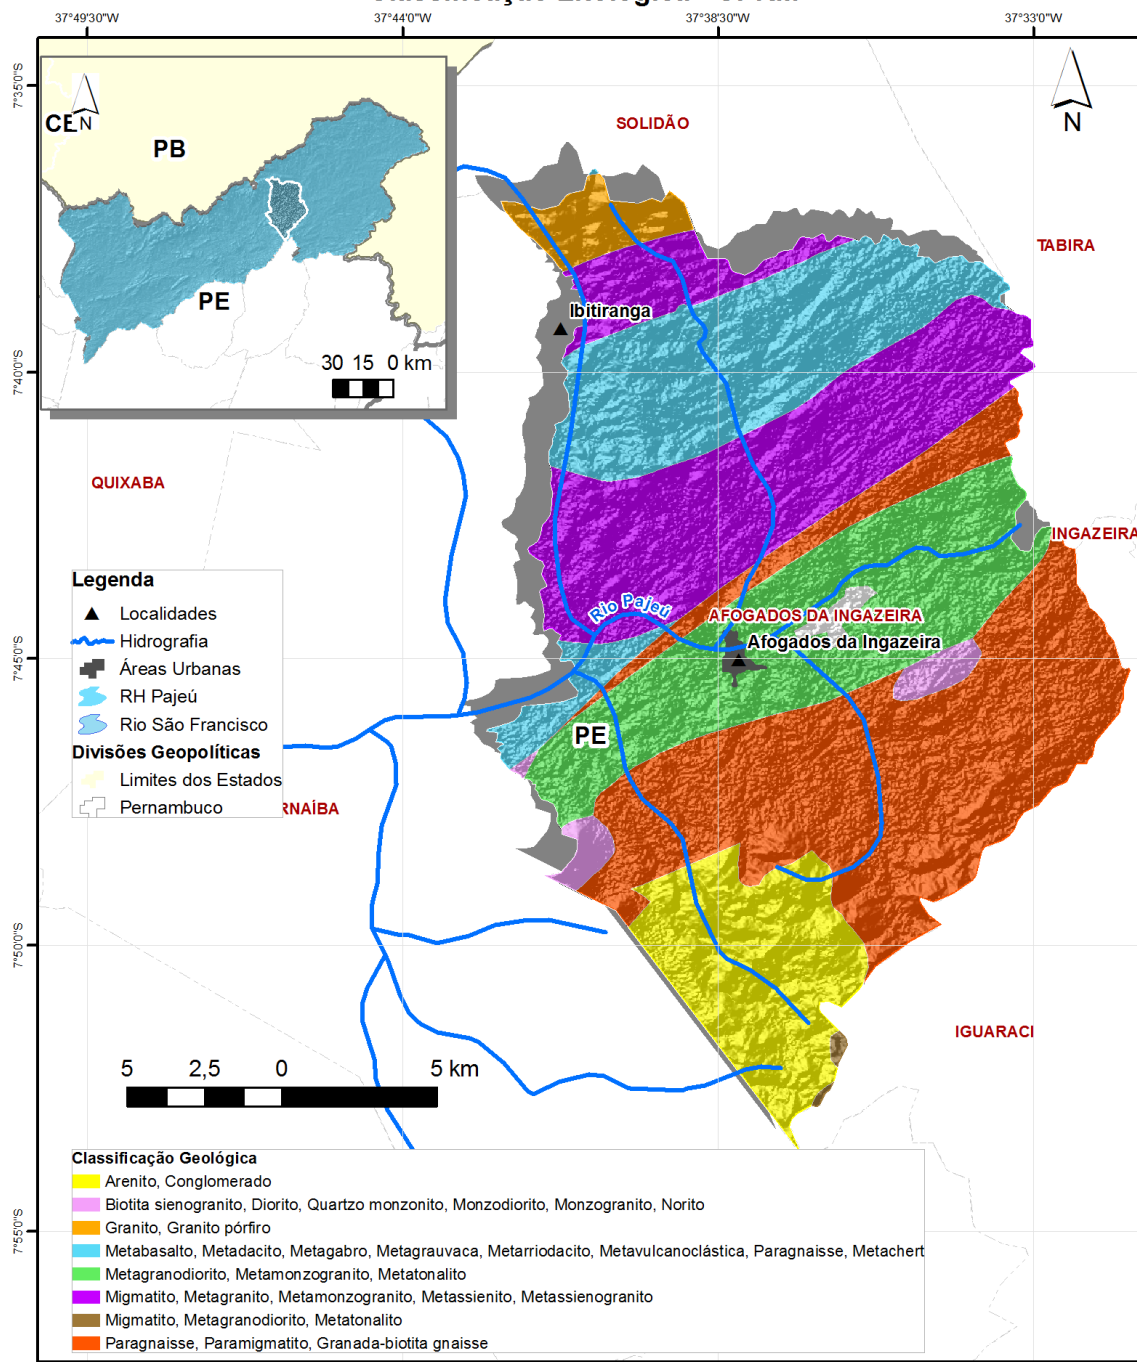 37°49'30"W
37°44'0"W
37°38'30"W
37°33'0"W
7°35'0"S
7°40'0"S
7°45'0"S
7°50'0"S
7°55'0"S
N
CE
PB
PE
30 15 0 km
N
SOLIDÃO
TABIRA
Ibitiranga
QUIXABA
INGAZEIRA
Rio Pajeú
AFOGADOS DA INGAZEIRA
Afogados da Ingazeira
PE
RNAÍBA
IGUARACI
Legenda
Localidades
Hidrografia
Áreas Urbanas
RH Pajeú
Rio São Francisco
Divisões Geopolíticas
Limites dos Estados
Pernambuco
5 2,5 0 5 km
Classificação Geológica
Arenito, Conglomerado
Biotita sienogranito, Diorito, Quartzo monzonito, Monzodiorito, Monzogranito, Norito
Granito, Granito pórfiro
Metabasalto, Metadacito, Metagabro, Metagrauvaca, Metarriodacito, Metavulcanoclástica, Paragnaisse, Metachert
Metagranodiorito, Metamonzogranito, Metatonalito
Migmatito, Metagranito, Metamonzogranito, Metassienito, Metassienogranito
Migmatito, Metagranodiorito, Metatonalito
Paragnaisse, Paramigmatito, Granada-biotita gnaisse